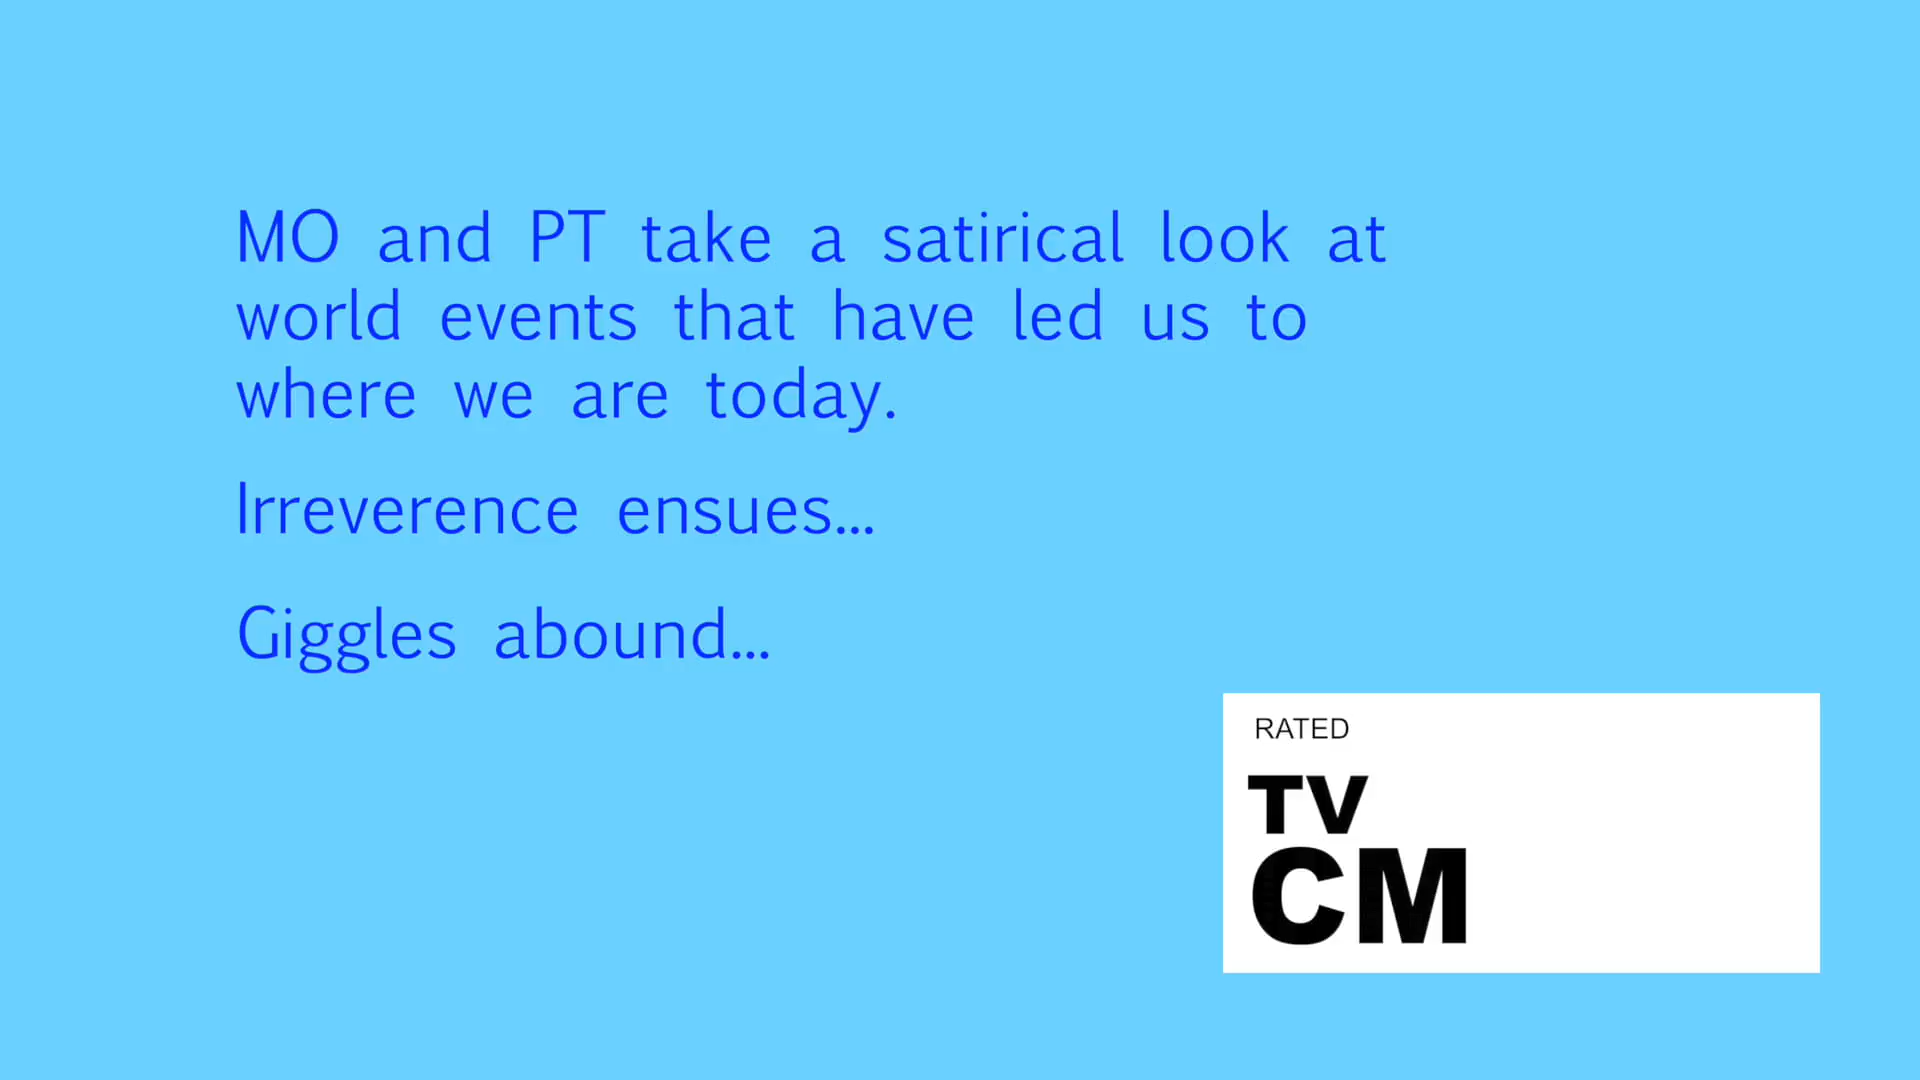 MO and PT take a satirical look at
world events that have led us to
where we are today.
Irreverence ensues...
Giggles abound...
RATED
TV
CM